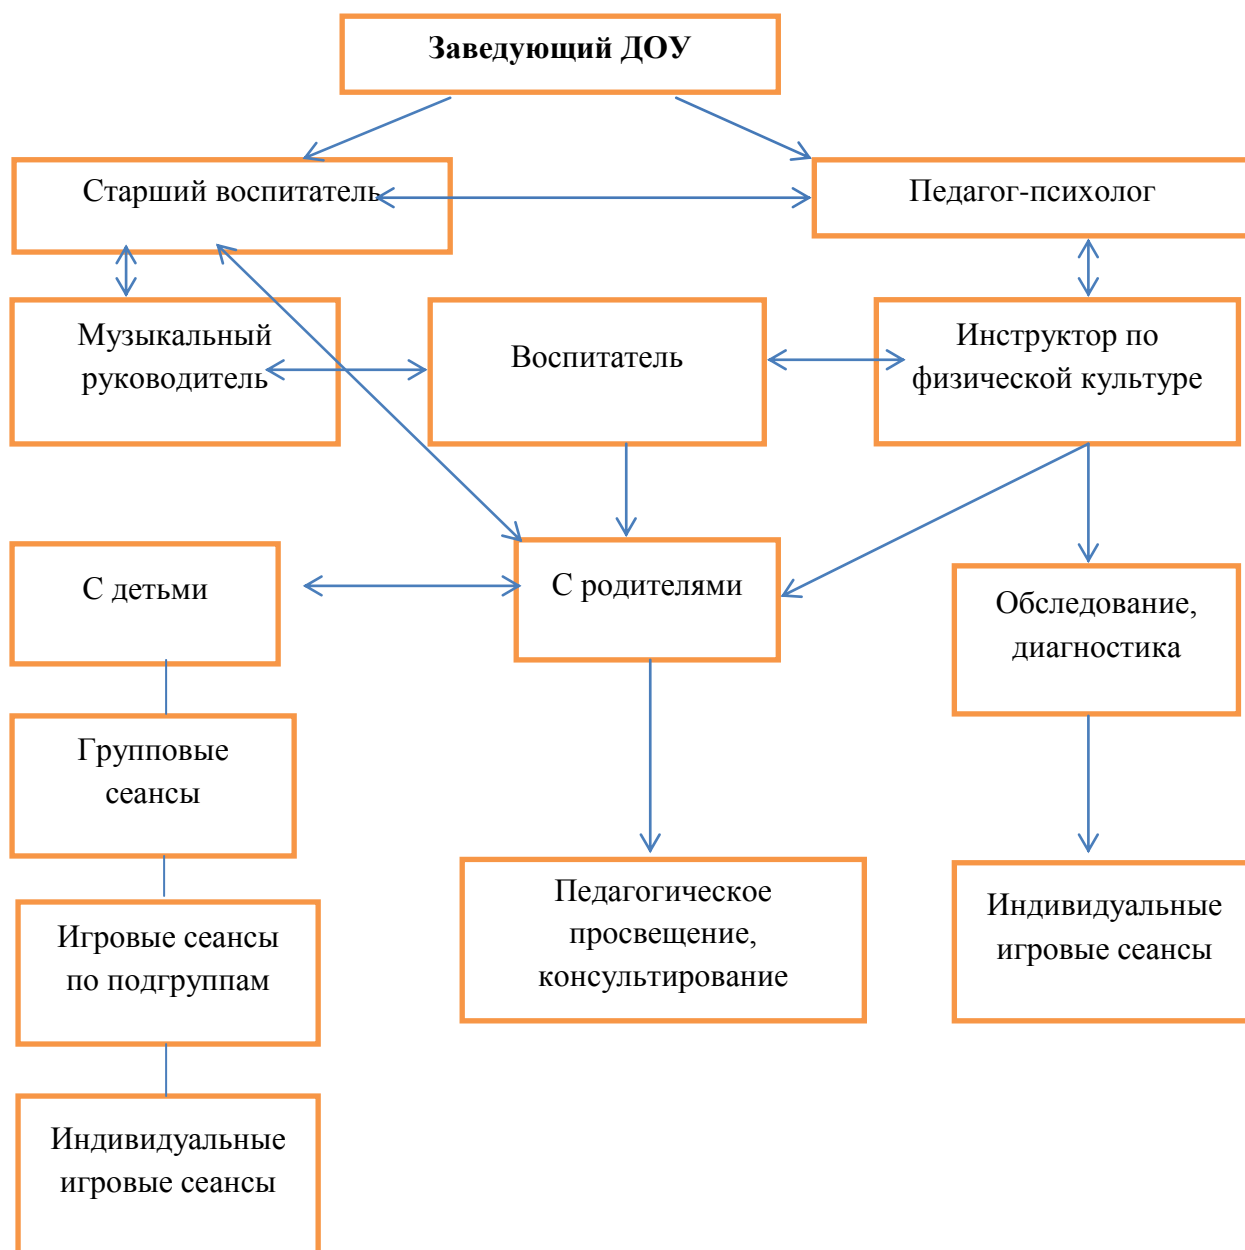 Заведующий ДОУ
Старший воспитатель
Педагог-психолог
Музыкальный
руководитель
Воспитатель
Инструктор по
физической культуре
С детьми
С родителями
Обследование,
диагностика
Групповые
сеансы
Игровые сеансы
по подгруппам
Педагогическое
просвещение,
консультирование
Индивидуальные
игровые сеансы
Индивидуальные
игровые сеансы